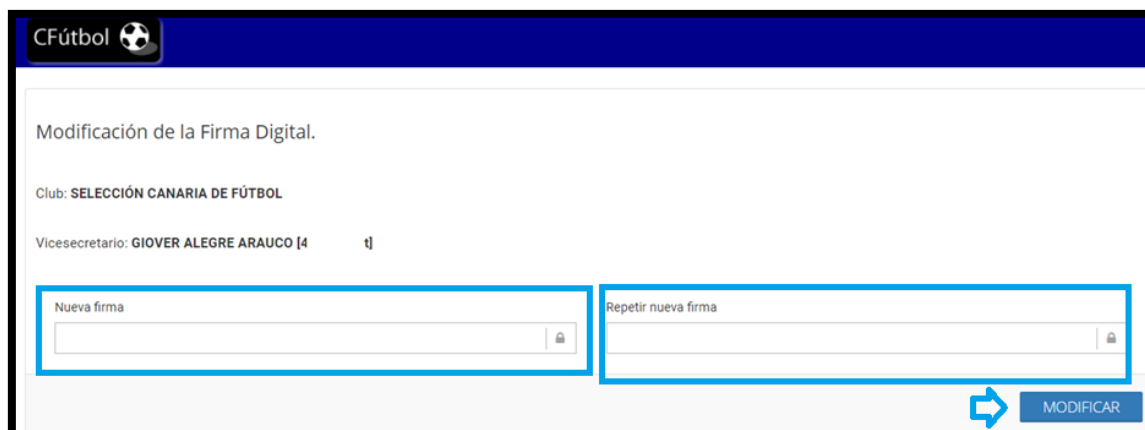 CFútbol
Modificación de la Firma Digital.
Club: SELECCIÓN CANARIA DE FÚTBOL
Vicesecretario: GIOVER ALEGRE ARAUCO [4 t]
Nueva firma
Repetir nueva firma
MODIFICAR